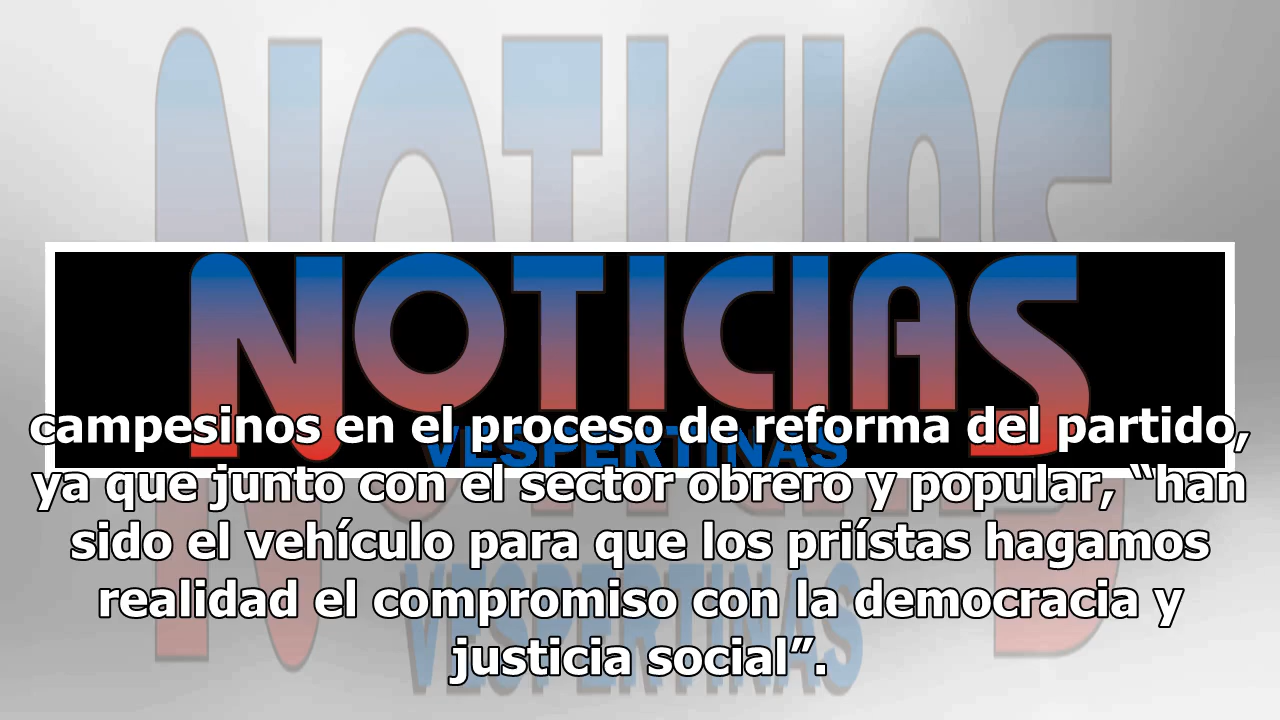 NOTICIAS
VESPERTINAS
campesinos en el proceso de reforma del partido,
ya que junto con el sector obrero y popular, “han
sido el vehículo para que los priístas hagamos
realidad el compromiso con la democracia y
justicia social”.